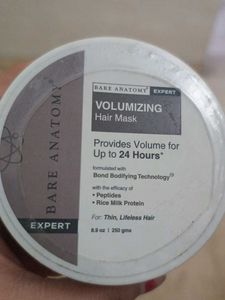 BARE ANATOMY
EXPERT
BARE ANATOMY EXPERT
VOLUMIZING
Hair Mask
Provides Volume for
Up to 24 Hours*
formulated with
Bond Bodifying Technology
with the efficacy of
• Peptides
• Rice Milk Protein
For: Thin, Lifeless Hair
8.8 oz | 250 gms